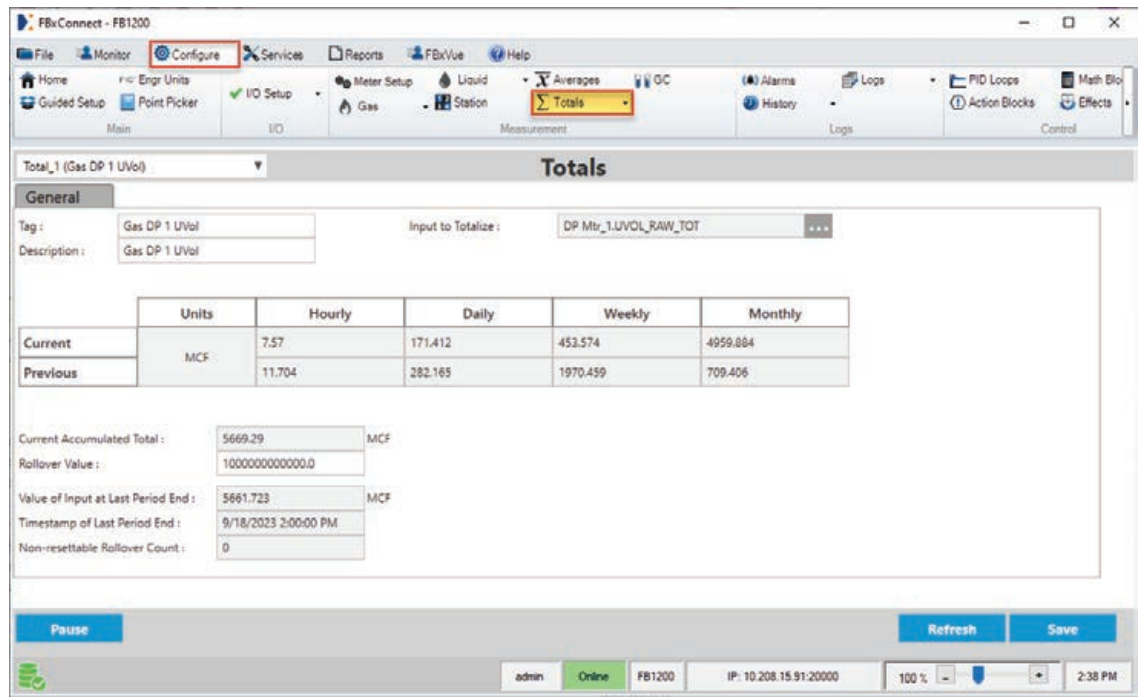 FBxConnect - FB1200
File Monitor Configure Services Reports FBxVue Help
Home Engr Units I/O Setup Meter Setup Liquid Averages GC Alarms Logs PID Loops Math Blo
Guided Setup Point Picker Gas Station Σ Totals History Action Blocks Effects
Main I/O Measurement Logs Control
Total_1 (Gas DP 1 UVol) Totals
General
Tag : Gas DP 1 UVol Input to Totalize : DP Mtr_1.UVOL_RAW_TOT ...
Description : Gas DP 1 UVol
Units Hourly Daily Weekly Monthly
Current MCF 7.57 171.412 453.574 4959.884
Previous 11.704 282.165 1970.459 709.406
Current Accumulated Total : 5669.29 MCF
Rollover Value : 1000000000000.0
Value of Input at Last Period End : 5661.723 MCF
Timestamp of Last Period End : 9/18/2023 2:00:00 PM
Non-resettable Rollover Count : 0
Pause Refresh Save
admin Online FB1200 IP: 10.208.15.91:20000 100 % - + 2:38 PM